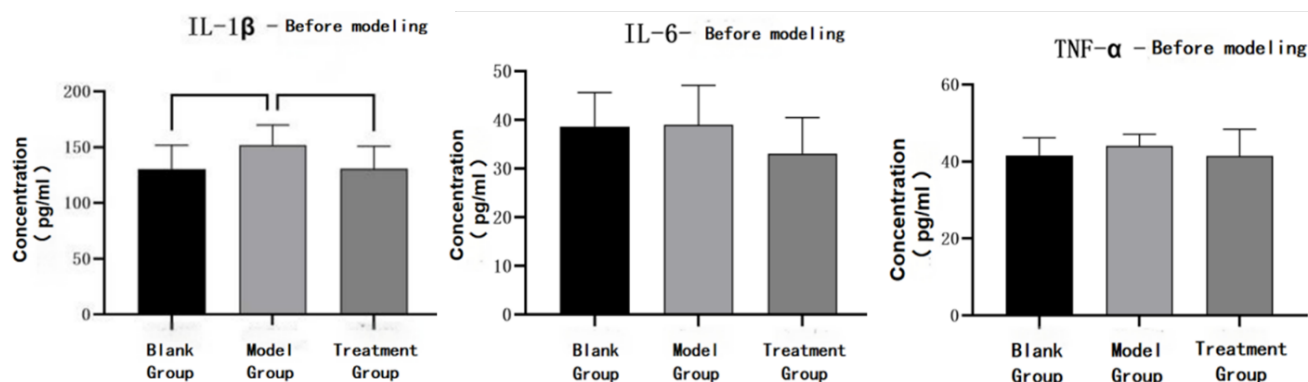 IL-1β - Before modeling
Concentration
( pg/ml )
200
150
100
50
0
Blank
Group
Model
Group
Treatment
Group
IL-6- Before modeling
Concentration
( pg/ml )
50
40
30
20
10
0
Blank
Group
Model
Group
Treatment
Group
TNF-α - Before modeling
Concentration
( pg/ml )
60
40
20
0
Blank
Group
Model
Group
Treatment
Group